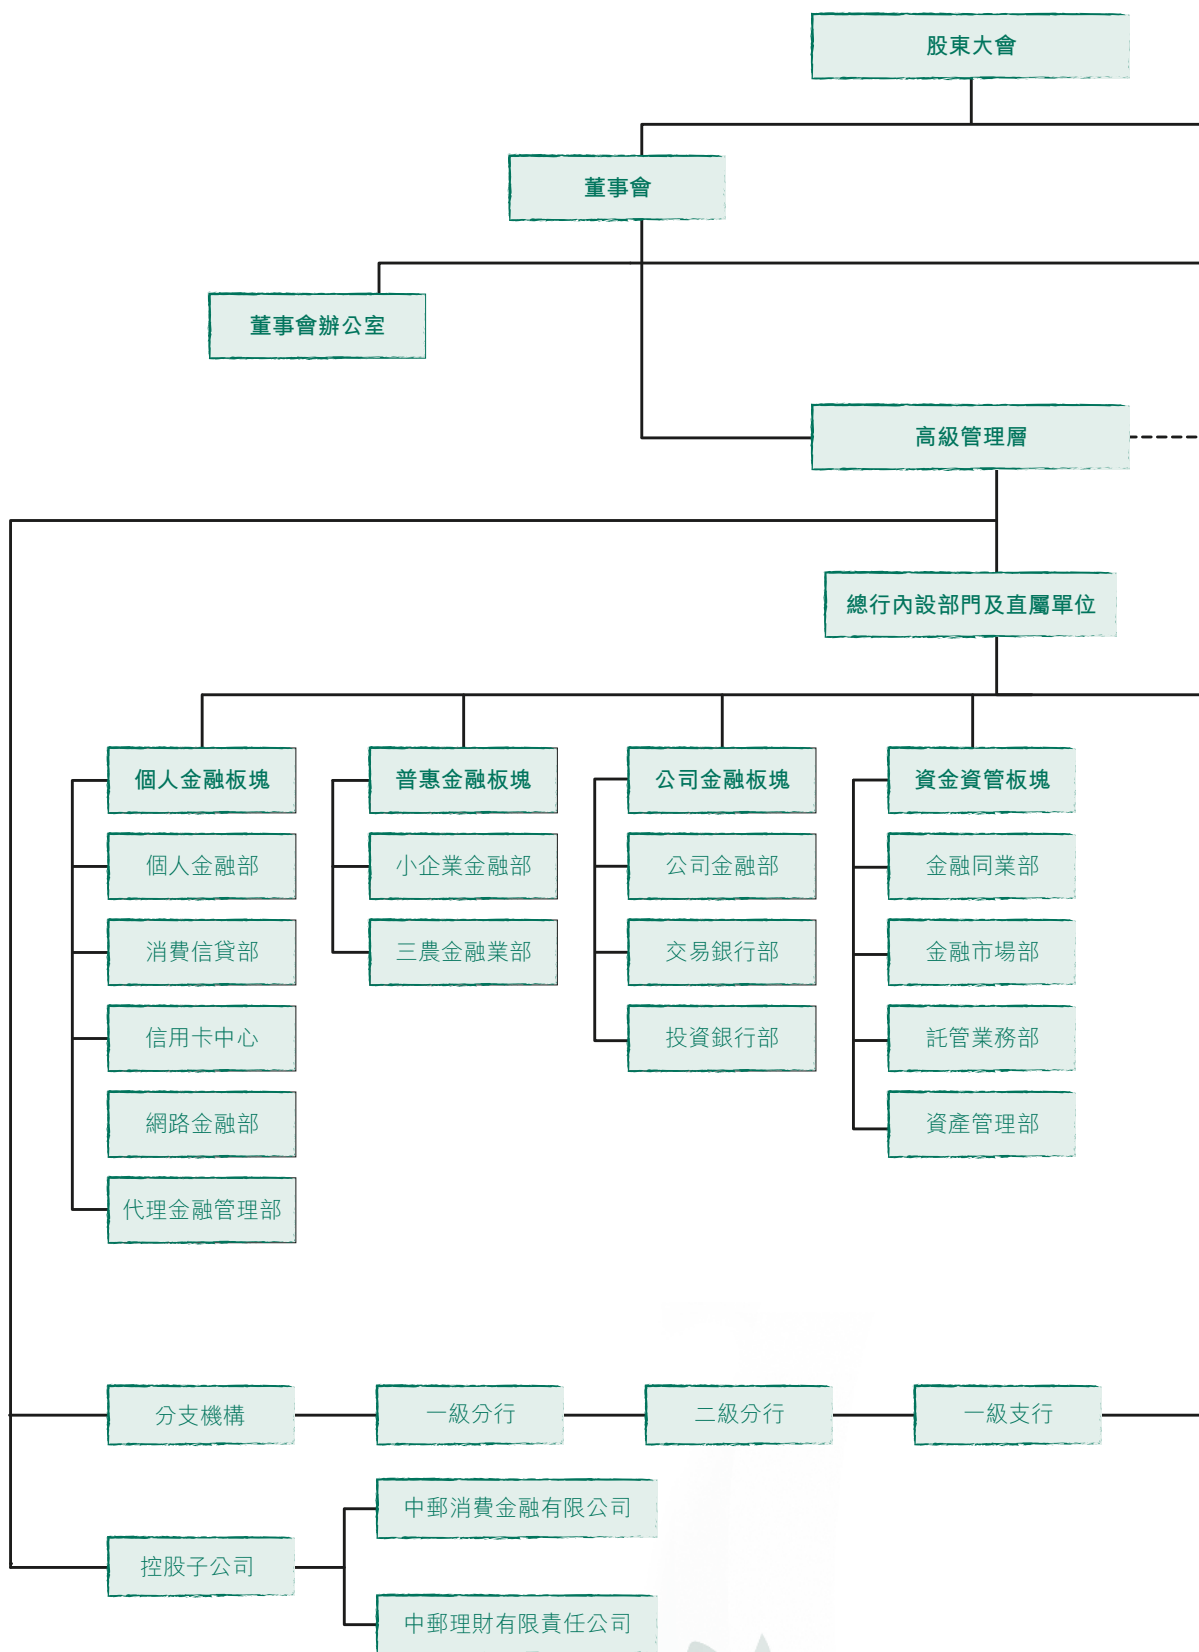 股東大會
董事會
董事會辦公室
高級管理層
總行內設部門及直屬單位
個人金融板塊
個人金融部
消費信貸部
信用卡中心
網路金融部
代理金融管理部
普惠金融板塊
小企業金融部
三農金融業部
公司金融板塊
公司金融部
交易銀行部
投資銀行部
資金資管板塊
金融同業部
金融市場部
託管業務部
資產管理部
分支機構
一級分行
二級分行
一級支行
控股子公司
中郵消費金融有限公司
中郵理財有限責任公司